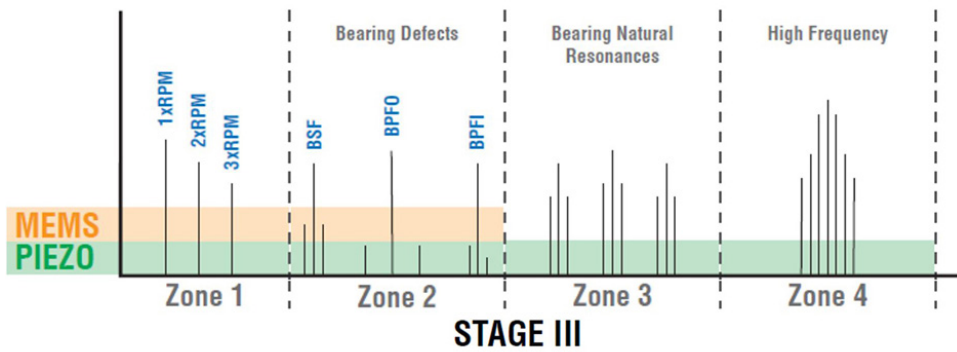 Bearing Defects
Bearing Natural
Resonances
High Frequency
1xRPM
2xRPM
3xRPM
BSF
BPFO
BPFI
MEMS
PIEZO
Zone 1
Zone 2
Zone 3
Zone 4
STAGE III